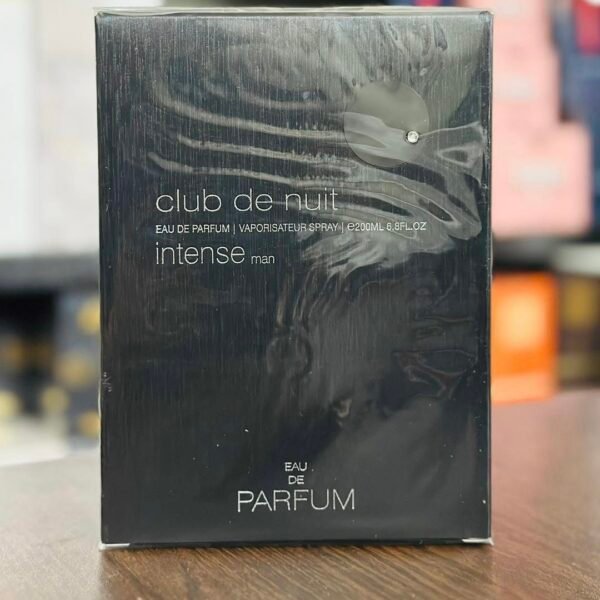 club de nuit
EAU DE PARFUM | VAPORISATEUR SPRAY | ℮200ML 6,8FL.OZ
intense man
EAU
DE
PARFUM